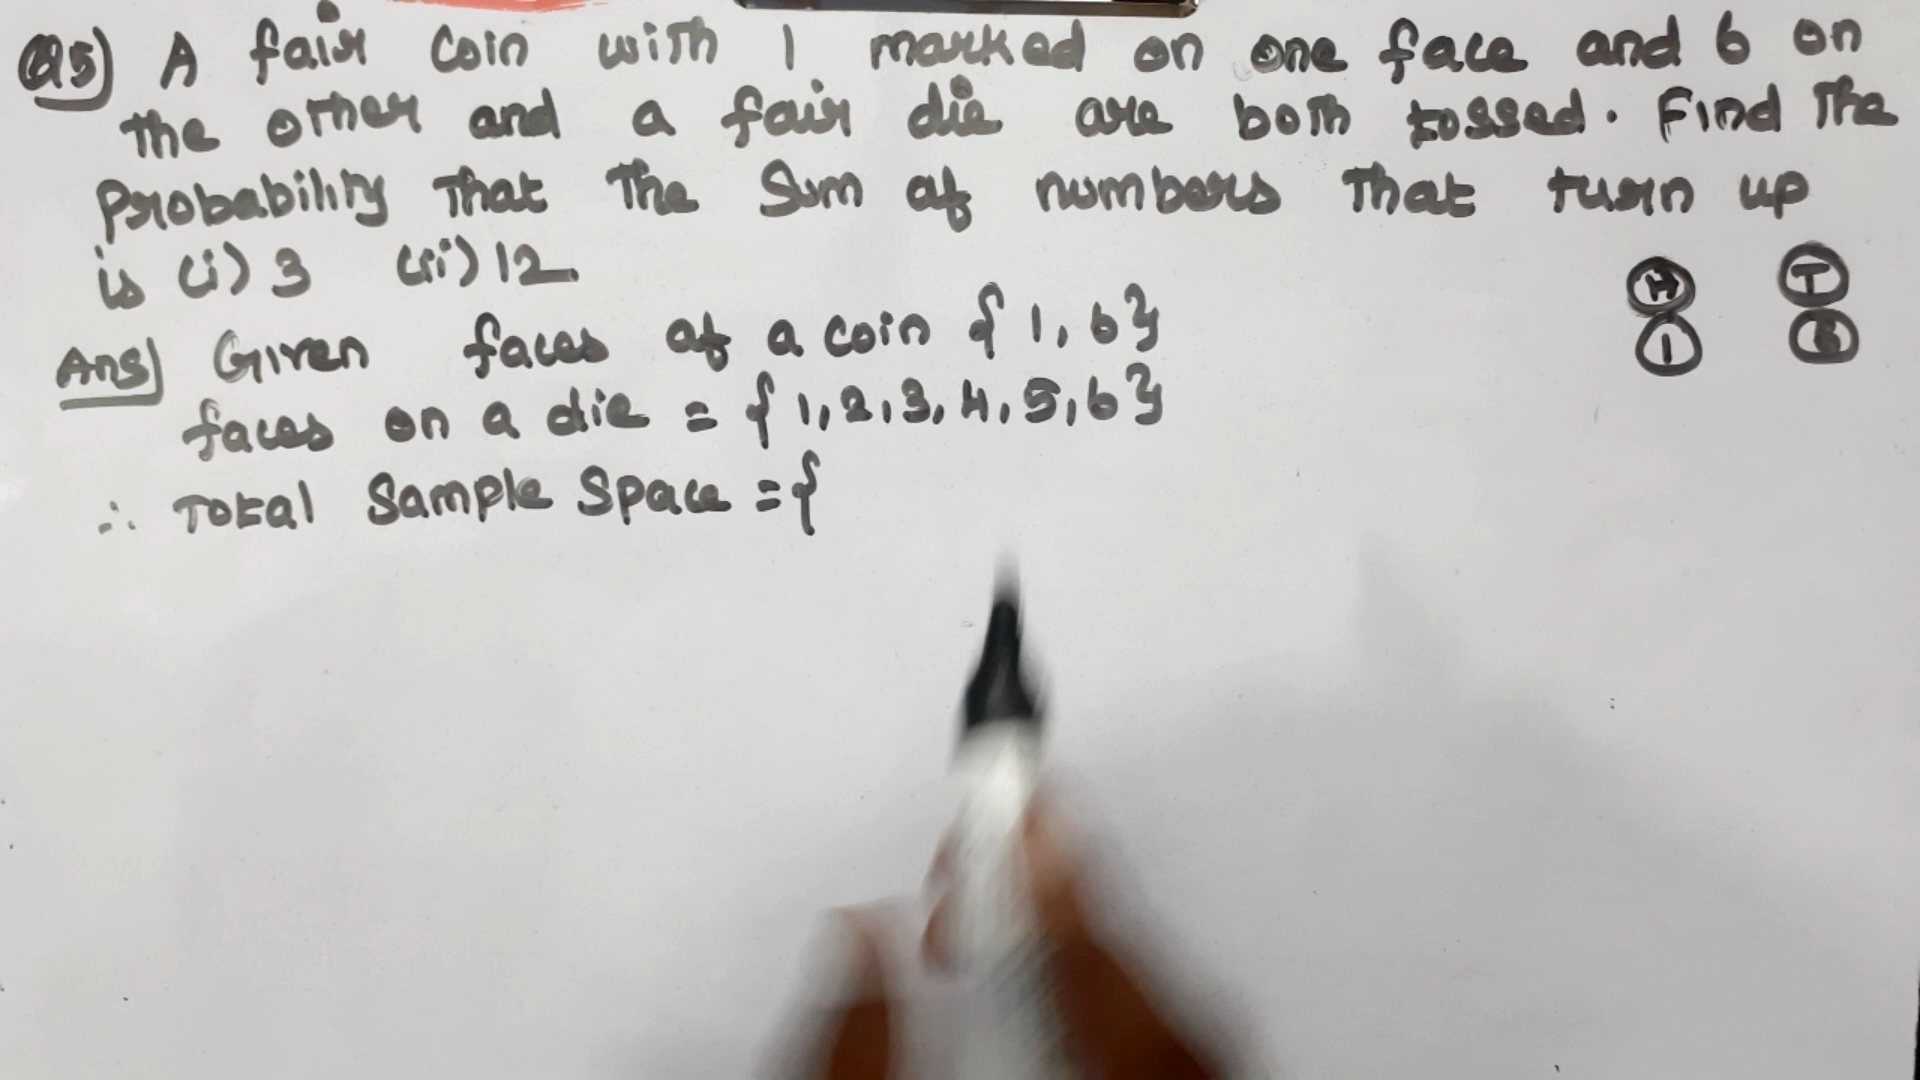 Q5) A fair coin with 1 marked on one face and 6 on
the other and a fair die are both tossed. Find the
Probability that the Sum of numbers that turn up
is (i) 3 (ii) 12.
H T
1 6
Ans) Given faces of a coin { 1, 6 }
faces on a die = { 1, 2, 3, 4, 5, 6 }
∴ Total Sample Space = {